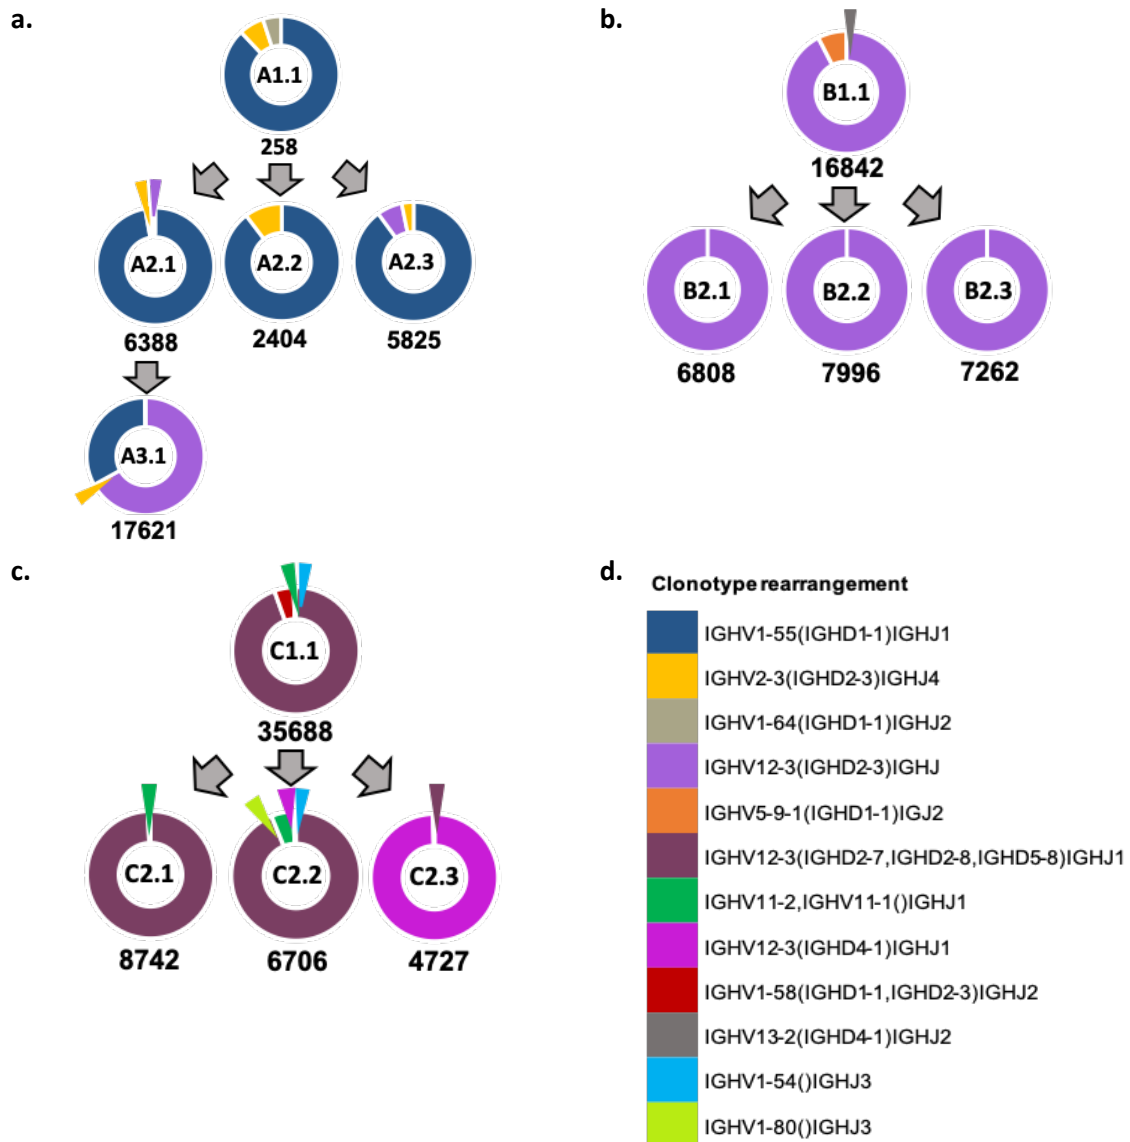 a.
A1.1
258
A2.1
A2.2
A2.3
6388
2404
5825
A3.1
17621
b.
B1.1
16842
B2.1
B2.2
B2.3
6808
7996
7262
c.
C1.1
35688
C2.1
C2.2
C2.3
8742
6706
4727
d.
Clonotype rearrangement
IGHV1-55(IGHD1-1)IGHJ1
IGHV2-3(IGHD2-3)IGHJ4
IGHV1-64(IGHD1-1)IGHJ2
IGHV12-3(IGHD2-3)IGHJ
IGHV5-9-1(IGHD1-1)IGJ2
IGHV12-3(IGHD2-7,IGHD2-8,IGHD5-8)IGHJ1
IGHV11-2,IGHV11-1()IGHJ1
IGHV12-3(IGHD4-1)IGHJ1
IGHV1-58(IGHD1-1,IGHD2-3)IGHJ2
IGHV13-2(IGHD4-1)IGHJ2
IGHV1-54()IGHJ3
IGHV1-80()IGHJ3